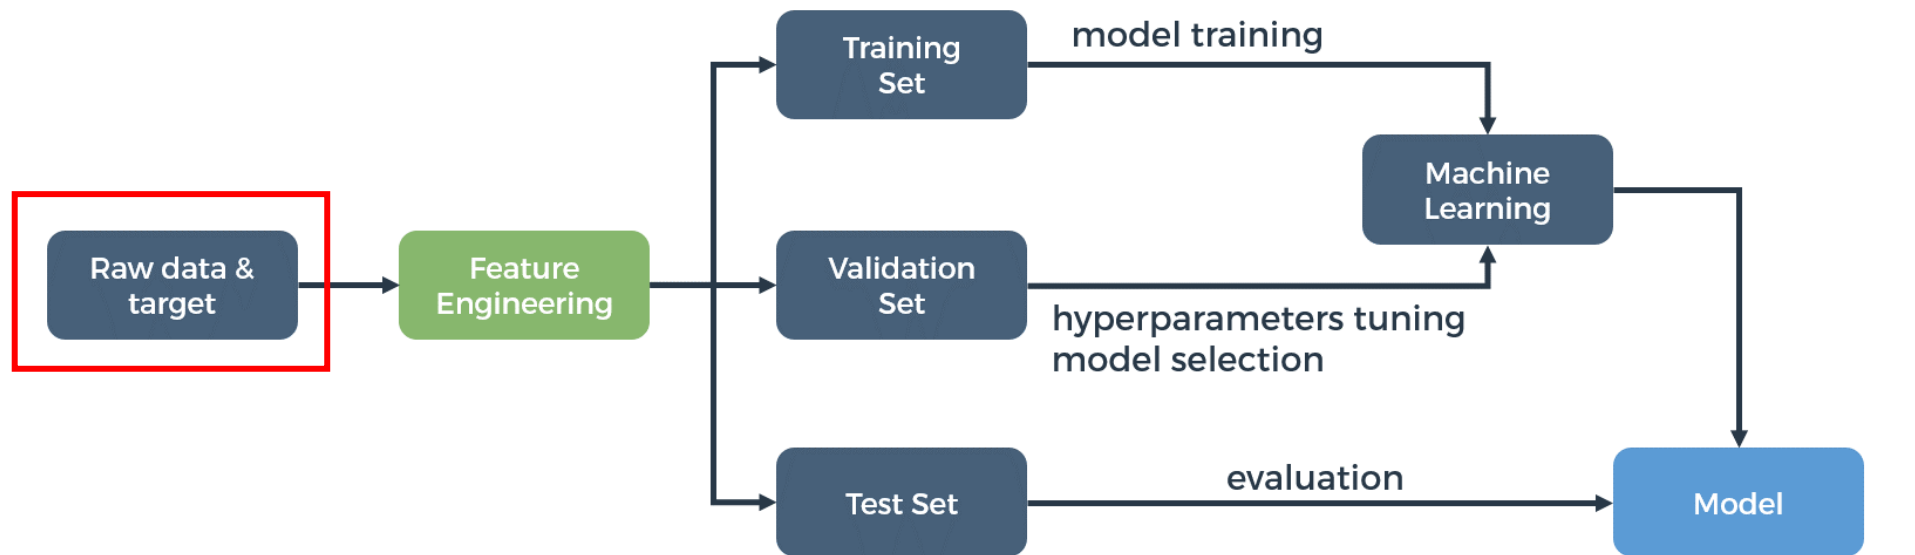 Training
Set
model training
Machine
Learning
Raw data &
target
Feature
Engineering
Validation
Set
hyperparameters tuning
model selection
Test Set
evaluation
Model